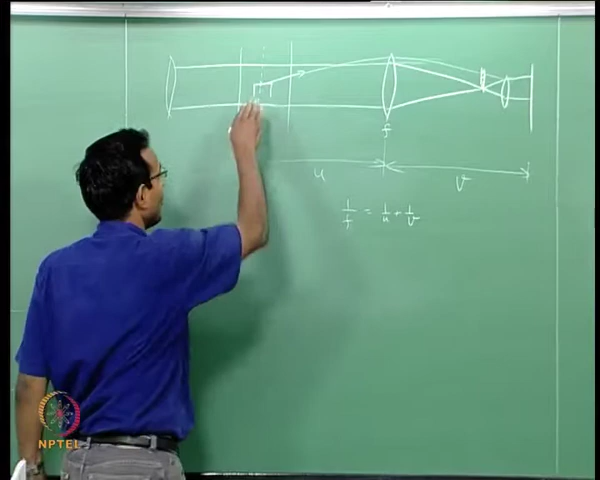 f
u
v
1/f = 1/u + 1/v
NPTEL